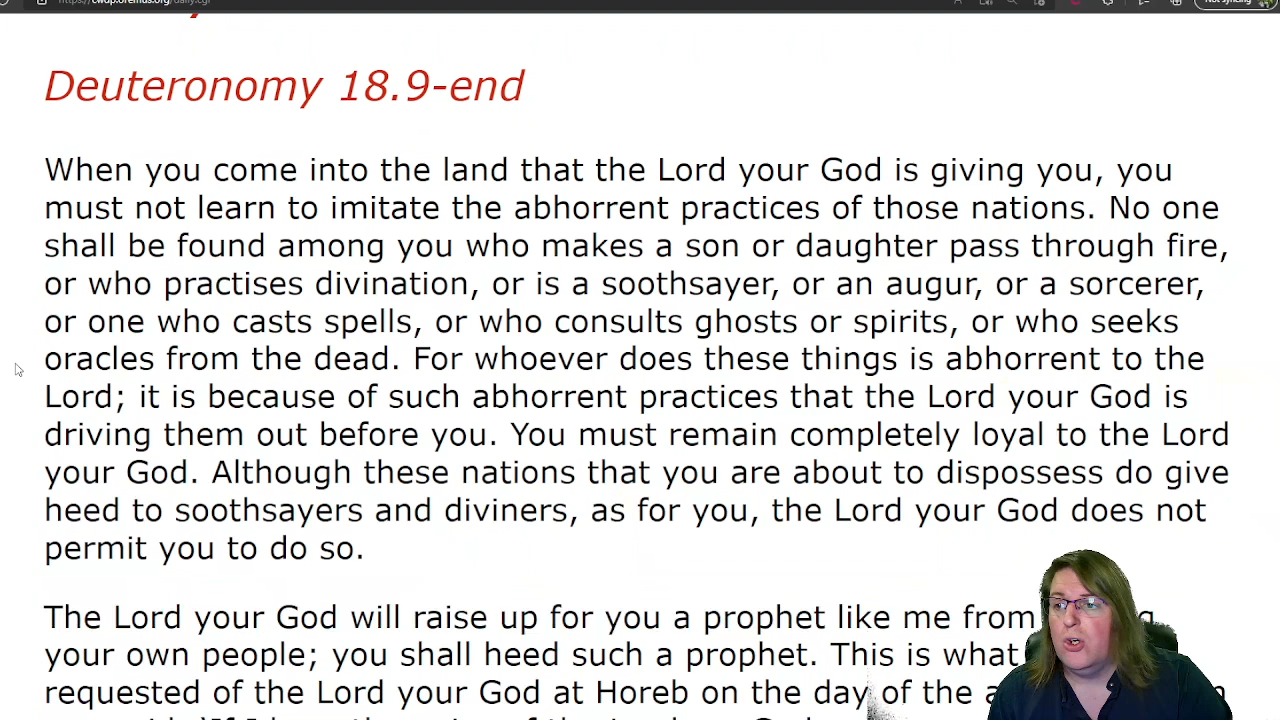 https://cwdp.oremus.org/daily.cgi
Not syncing
Deuteronomy 18.9-end
When you come into the land that the Lord your God is giving you, you
must not learn to imitate the abhorrent practices of those nations. No one
shall be found among you who makes a son or daughter pass through fire,
or who practises divination, or is a soothsayer, or an augur, or a sorcerer,
or one who casts spells, or who consults ghosts or spirits, or who seeks
oracles from the dead. For whoever does these things is abhorrent to the
Lord; it is because of such abhorrent practices that the Lord your God is
driving them out before you. You must remain completely loyal to the Lord
your God. Although these nations that you are about to dispossess do give
heed to soothsayers and diviners, as for you, the Lord your God does not
permit you to do so.
The Lord your God will raise up for you a prophet like me from
your own people; you shall heed such a prophet. This is what
requested of the Lord your God at Horeb on the day of the